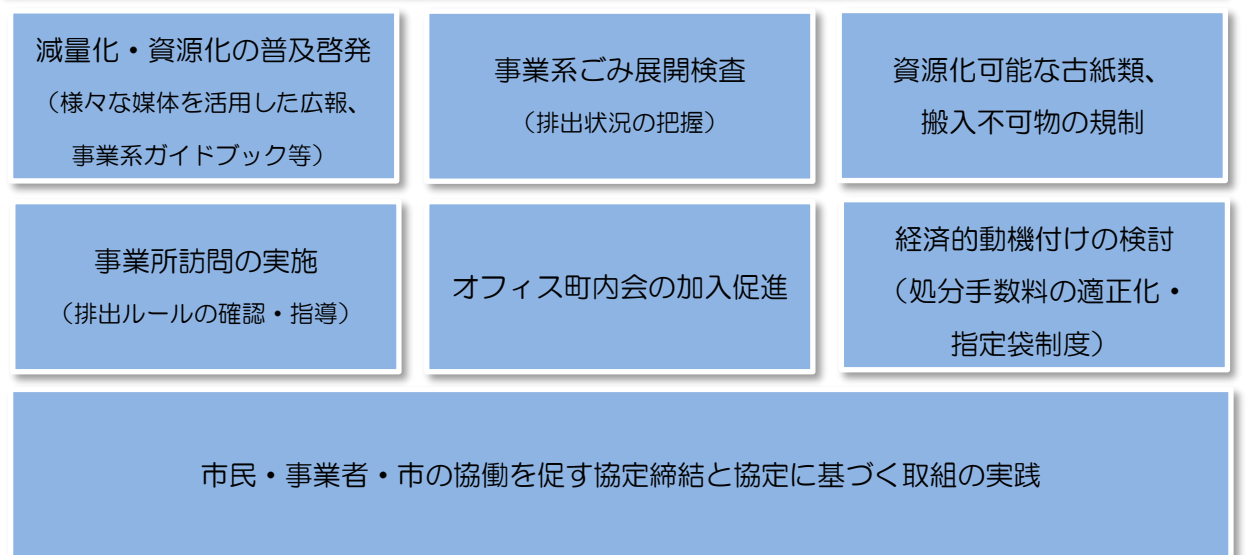 減量化・資源化の普及啓発
（様々な媒体を活用した広報、
事業系ガイドブック等）
事業系ごみ展開検査
（排出状況の把握）
資源化可能な古紙類、
搬入不可物の規制
事業所訪問の実施
（排出ルールの確認・指導）
オフィス町内会の加入促進
経済的動機付けの検討
（処分手数料の適正化・
指定袋制度）
市民・事業者・市の協働を促す協定締結と協定に基づく取組の実践